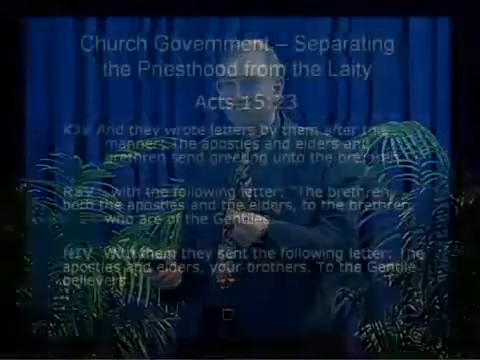 Church Government – Separating
the Priesthood from the Laity
Acts 15:23
KJV And they wrote letters by them after this
manner; The apostles and elders and
brethren send greeting unto the brethren
RSV with the following letter: "The brethren,
both the apostles and the elders, to the brethren
who are of the Gentiles
NIV With them they sent the following letter: The
apostles and elders, your brothers, To the Gentile
believers